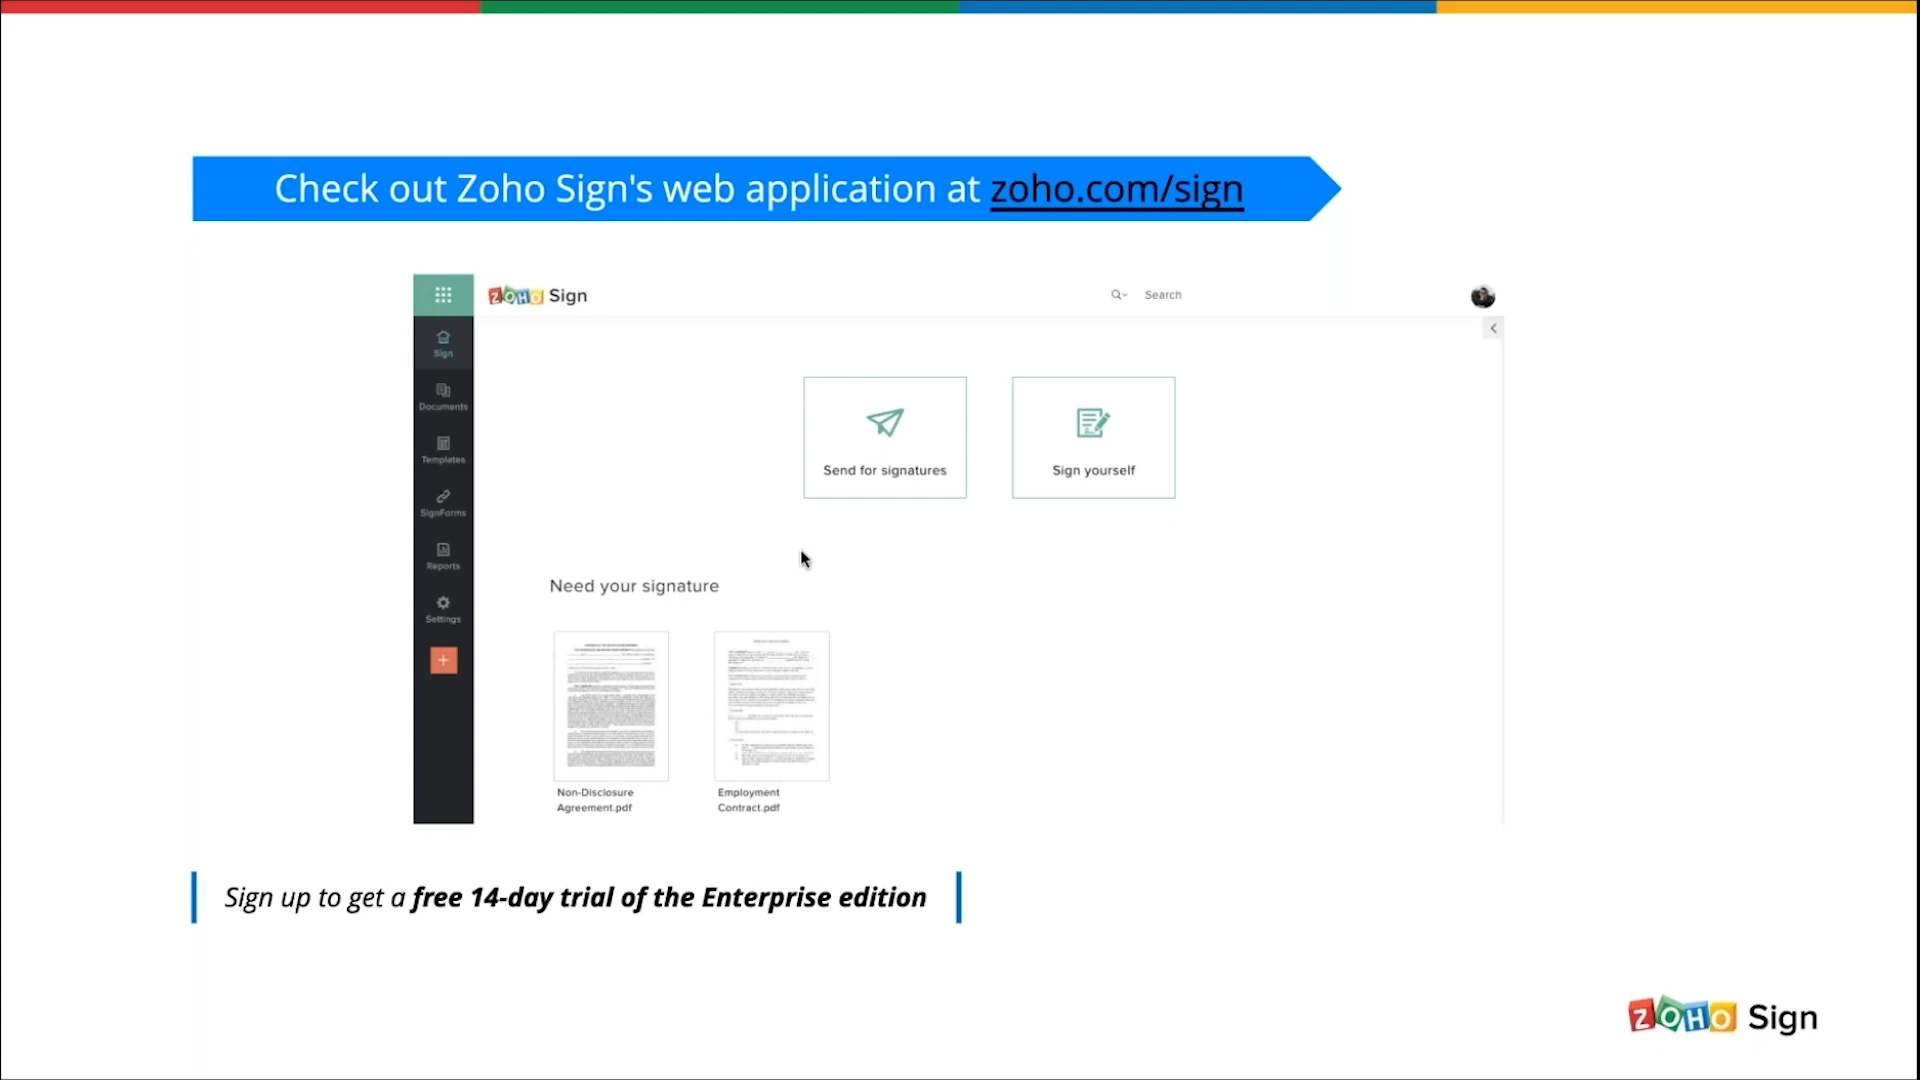 Check out Zoho Sign's web application at zoho.com/sign
ZOHO Sign
Search
Sign
Documents
Templates
SignForms
Reports
Settings
Send for signatures
Sign yourself
Need your signature
Non-Disclosure
Agreement.pdf
Employment
Contract.pdf
Sign up to get a free 14-day trial of the Enterprise edition
ZOHO Sign